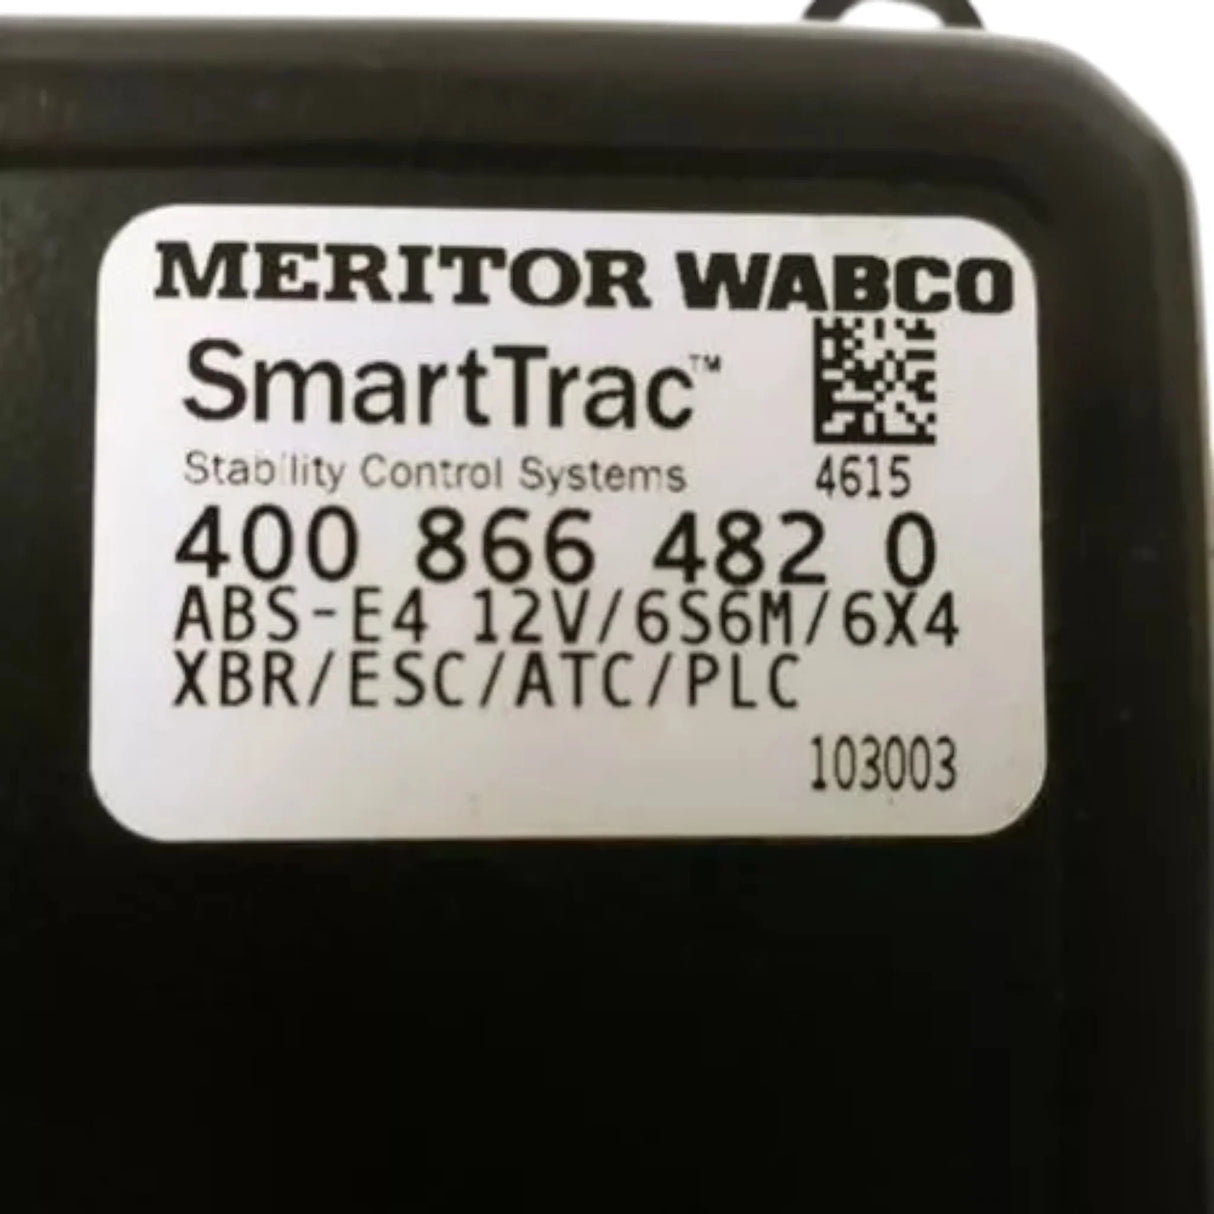 MERITOR WABCO
SmartTrac™
Stability Control Systems
4615
400 866 482 0
ABS-E4 12V/6S6M/6X4
XBR/ESC/ATC/PLC
103003